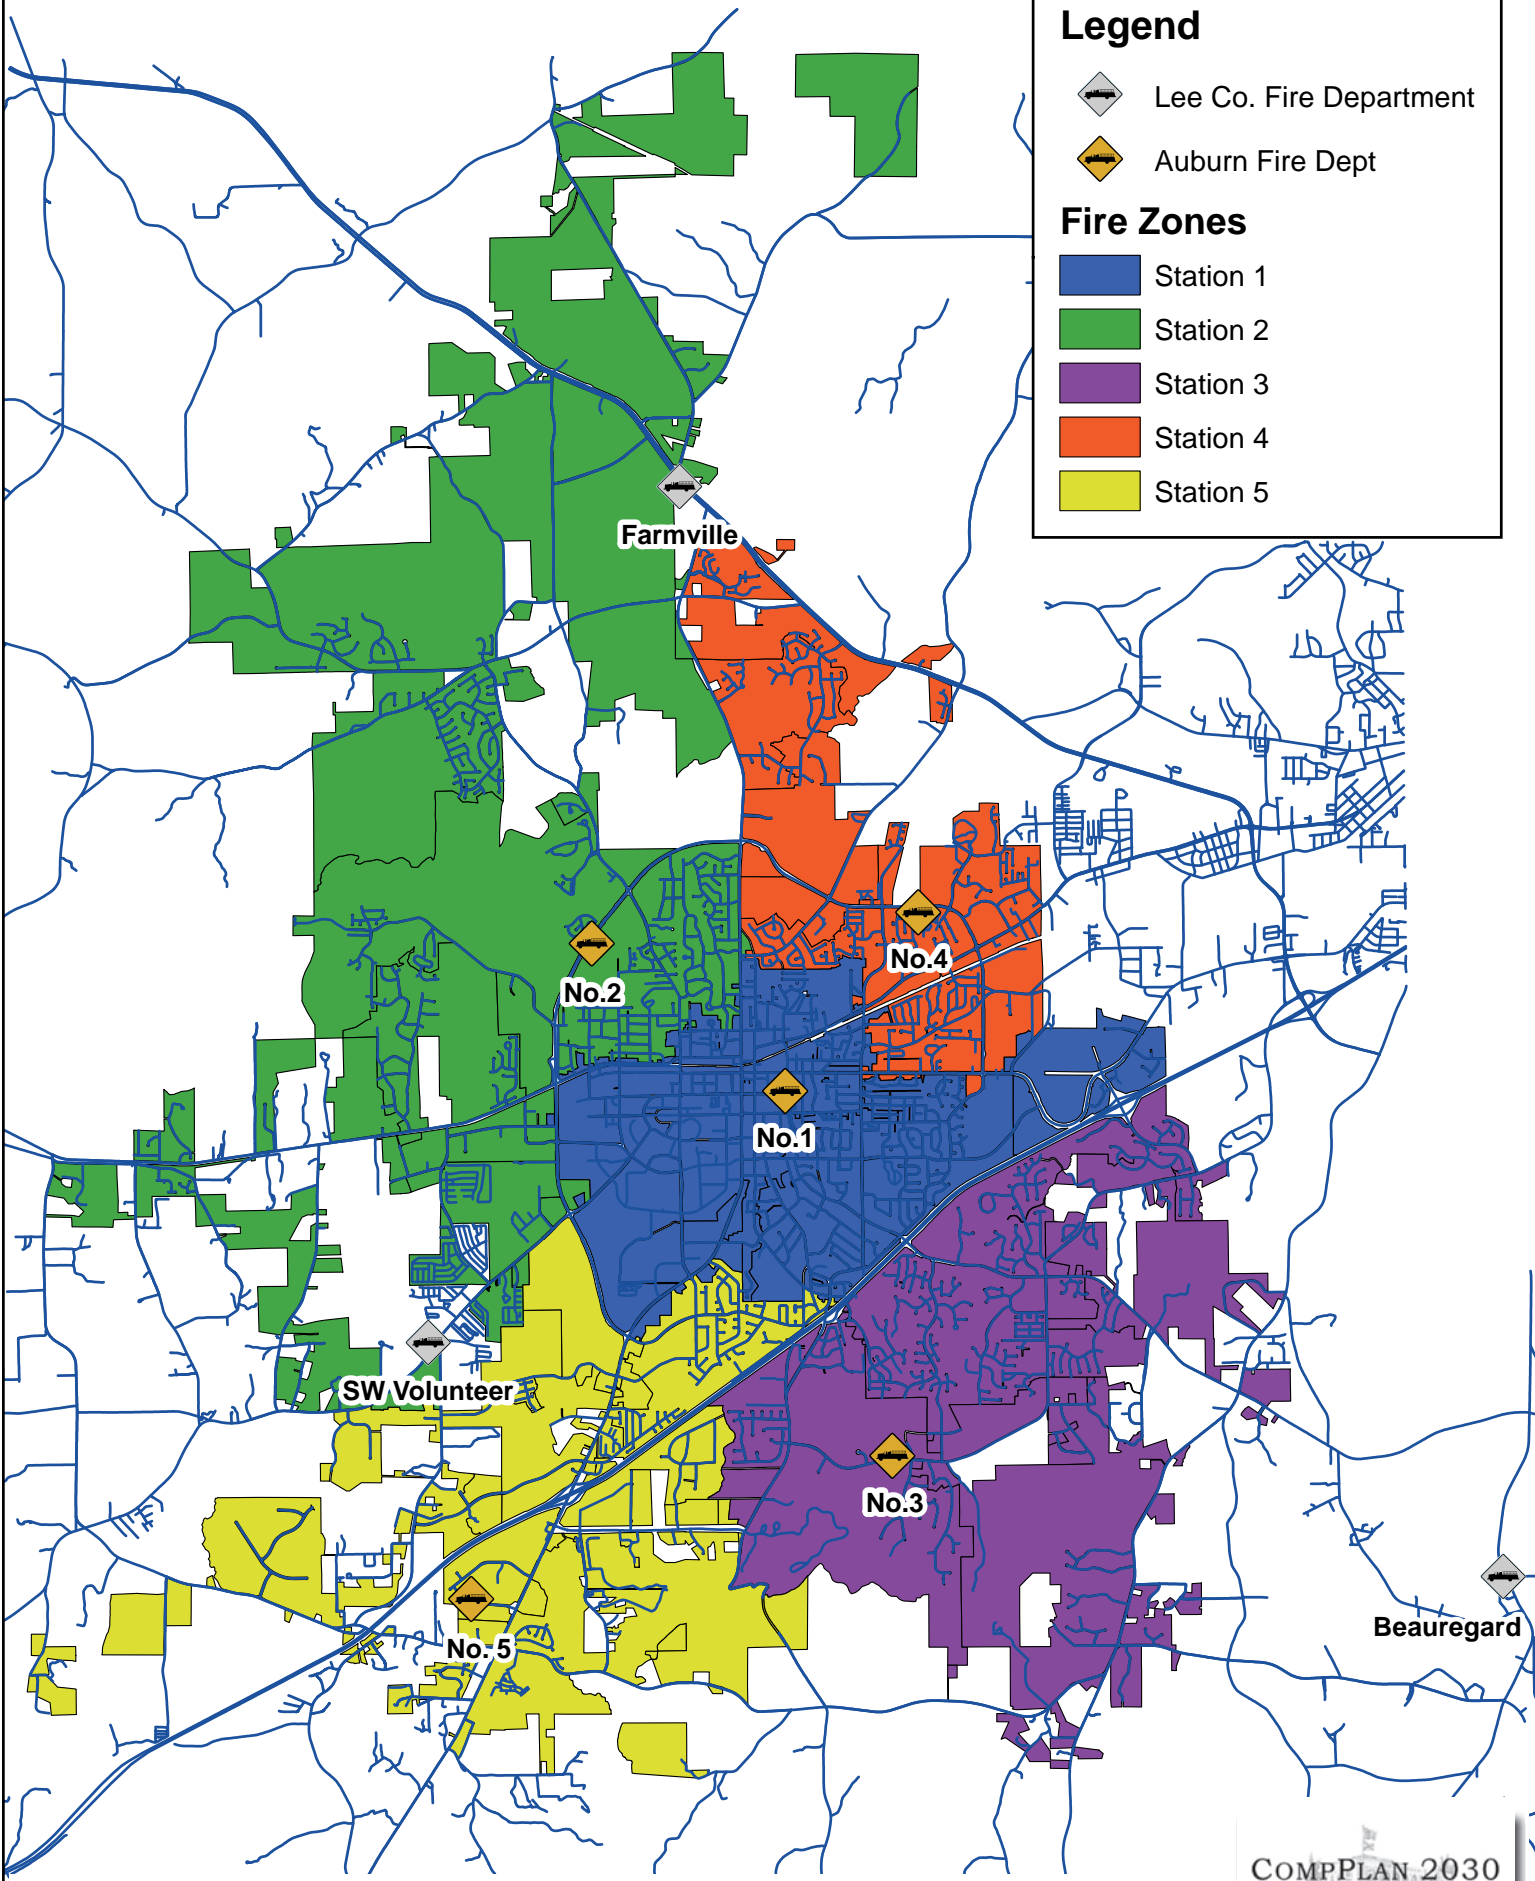 Legend
Lee Co. Fire Department
Auburn Fire Dept
Fire Zones
Station 1
Station 2
Station 3
Station 4
Station 5
Farmville
No.4
No.2
No.1
SW Volunteer
No.3
No. 5
Beauregard
COMPPLAN 2030